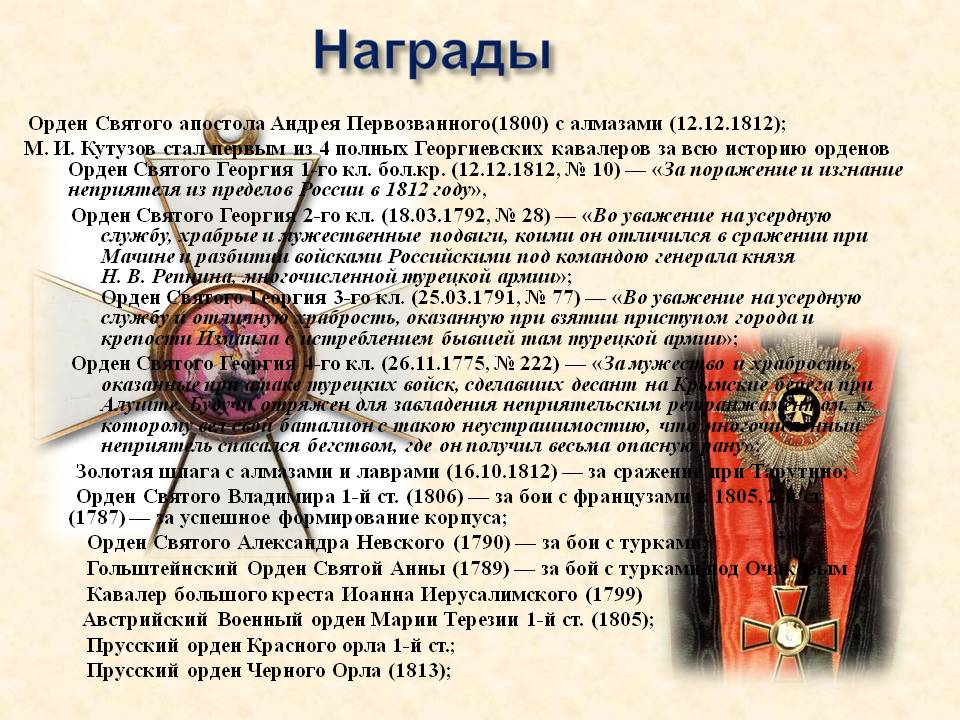 Награды
Орден Святого апостола Андрея Первозванного(1800) с алмазами (12.12.1812);
М. И. Кутузов стал первым из 4 полных Георгиевских кавалеров за всю историю орденов
Орден Святого Георгия 1-го кл. бол.кр. (12.12.1812, № 10) — «За поражение и изгнание
неприятеля из пределов России в 1812 году»,
Орден Святого Георгия 2-го кл. (18.03.1792, № 28) — «Во уважение на усердную
службу, храбрые и мужественные подвиги, коими он отличился в сражении при
Мачине и разбитии войсками Российскими под командою генерала князя
Н. В. Репнина, многочисленной турецкой армии»;
Орден Святого Георгия 3-го кл. (25.03.1791, № 77) — «Во уважение на усердную
службу и отличную храбрость, оказанную при взятии приступом города и
крепости Измаила с истреблением бывшей там турецкой армии»;
Орден Святого Георгия 4-го кл. (26.11.1775, № 222) — «За мужество и храбрость,
оказанные при атаке турецких войск, сделавших десант на Крымские берега при
Алуште. Будучи отряжен для завладения неприятельским ретранжаментом, к
которому вел свой баталион с такою неустрашимостию, что многочисленный
неприятель спасался бегством, где он получил весьма опасную рану»;
Золотая шпага с алмазами и лаврами (16.10.1812) — за сражение при Тарутино;
Орден Святого Владимира 1-й ст. (1806) — за бои с французами в 1805, 2-й ст.
(1787) — за успешное формирование корпуса;
Орден Святого Александра Невского (1790) — за бои с турками;
Гольштейнский Орден Святой Анны (1789) — за бой с турками под Очаковым
Кавалер большого креста Иоанна Иерусалимского (1799)
Австрийский Военный орден Марии Терезии 1-й ст. (1805);
Прусский орден Красного орла 1-й ст.;
Прусский орден Черного Орла (1813);